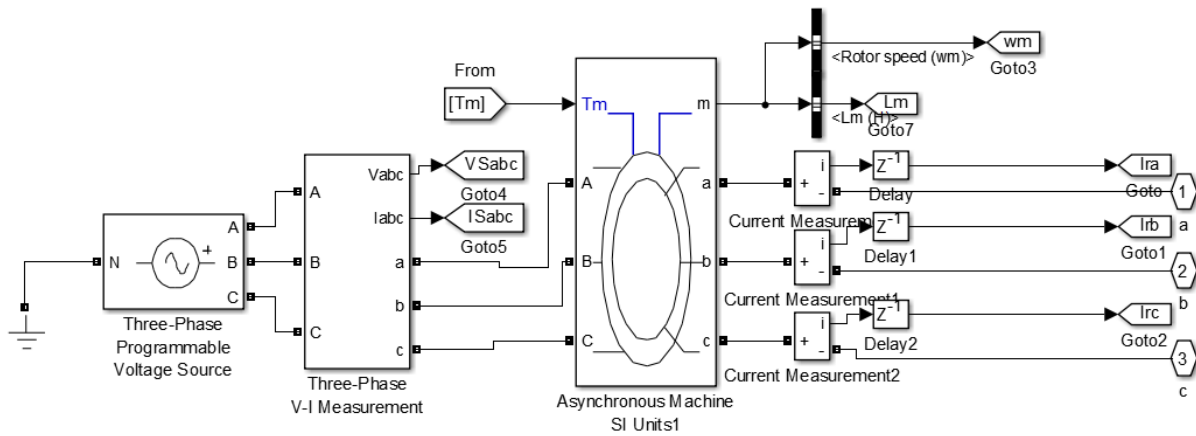 wm
<Rotor speed (wm)>
Goto3
From
[Tm]
Tm
m
Lm
<Lm (H)>
Goto7
Vabc
VSabc
Goto4
Iabc
ISabc
Goto5
A
B
C
a
b
c
N
A
B
C
Three-Phase
Programmable
Voltage Source
Three-Phase
V-I Measurement
A
B
C
a
b
c
Asynchronous Machine
SI Units1
i
+
-
Z-1
Delay
Ira
Goto
1
a
Current Measurem
i
+
-
Z-1
Delay1
Irb
Goto1
2
b
Current Measurement1
i
+
-
Z-1
Delay2
Irc
Goto2
3
c
Current Measurement2